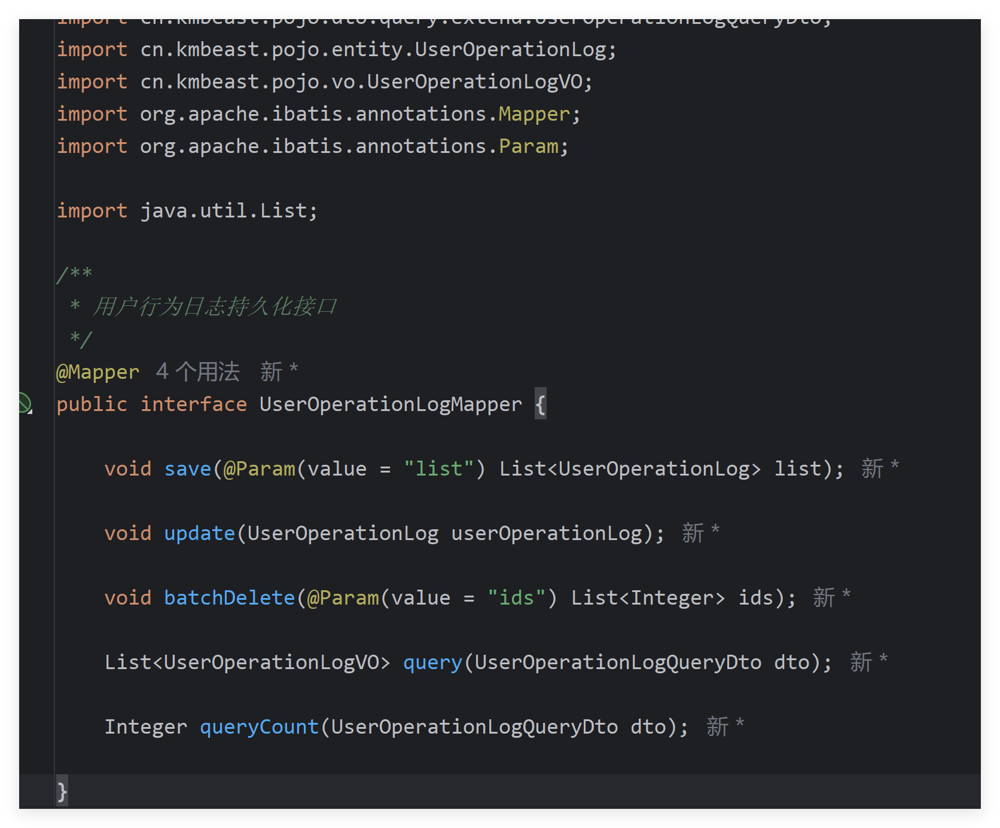 import cn.kmbeast.pojo.dto.query.extend.UserOperationLogQueryDto;
import cn.kmbeast.pojo.entity.UserOperationLog;
import cn.kmbeast.pojo.vo.UserOperationLogVO;
import org.apache.ibatis.annotations.Mapper;
import org.apache.ibatis.annotations.Param;

import java.util.List;

/**
 * 用户行为日志持久化接口
 */
@Mapper 4 个用法 新 *
public interface UserOperationLogMapper {

    void save(@Param(value = "list") List<UserOperationLog> list); 新 *

    void update(UserOperationLog userOperationLog); 新 *

    void batchDelete(@Param(value = "ids") List<Integer> ids); 新 *

    List<UserOperationLogVO> query(UserOperationLogQueryDto dto); 新 *

    Integer queryCount(UserOperationLogQueryDto dto); 新 *

}